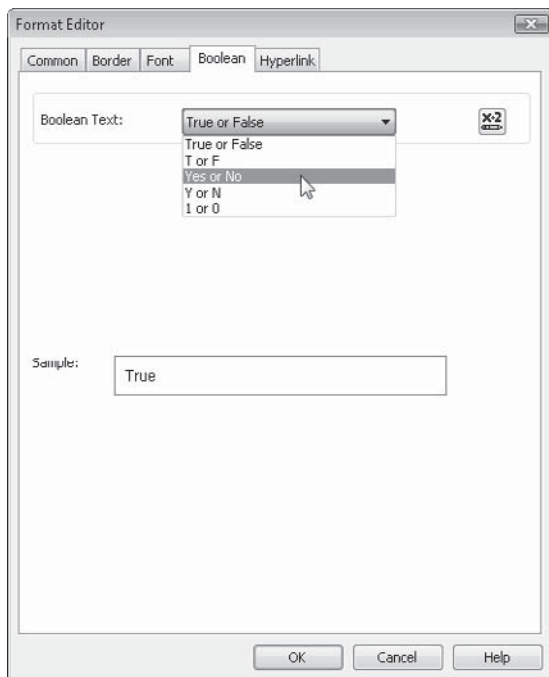 Format Editor
Common Border Font Boolean Hyperlink
Boolean Text: True or False X+2
True or False
T or F
Yes or No
Y or N
1 or 0
Sample: True
OK Cancel Help